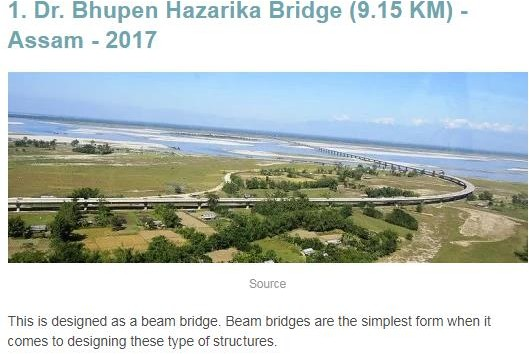 1. Dr. Bhupen Hazarika Bridge (9.15 KM) -
Assam - 2017
Source
This is designed as a beam bridge. Beam bridges are the simplest form when it
comes to designing these type of structures.